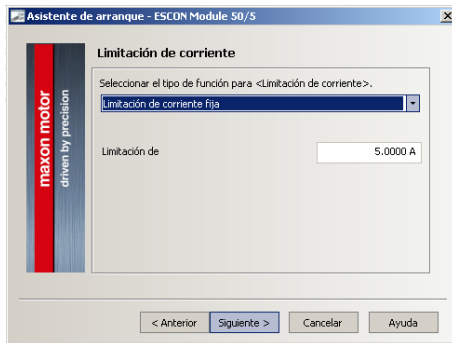 Asistente de arranque - ESCON Module 50/5
maxon motor
driven by precision
Limitación de corriente
Seleccionar el tipo de función para <Limitación de corriente>.
Limitación de corriente fija
Limitación de
5.0000 A
< Anterior
Siguiente >
Cancelar
Ayuda